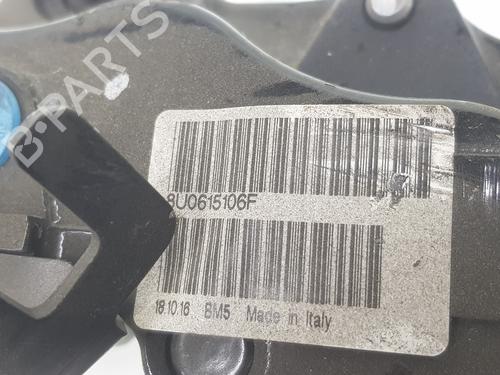 B-PARTS
8U0615106F
18.10.16 BM5 Made in Italy